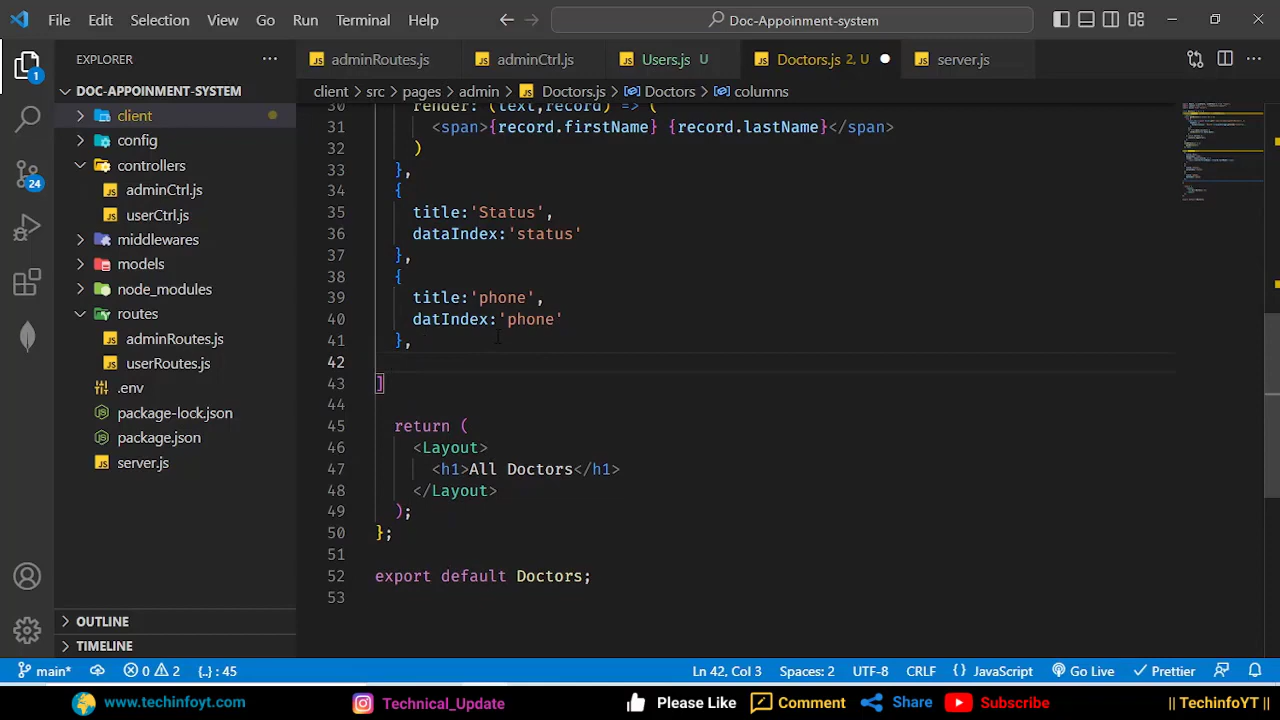 File Edit Selection View Go Run Terminal Help Doc-Appoinment-system
EXPLORER
adminRoutes.js adminCtrl.js Users.js U Doctors.js 2, U server.js
client > src > pages > admin > Doctors.js > Doctors > columns
1
24
DOC-APPOINMENT-SYSTEM
client
config
controllers
adminCtrl.js
userCtrl.js
middlewares
models
node_modules
routes
adminRoutes.js
userRoutes.js
.env
package-lock.json
package.json
server.js
OUTLINE
TIMELINE
30 render: (text,record) => (
31 <span>{record.firstName} {record.lastName}</span>
32 )
33 },
34 {
35 title:'Status',
36 dataIndex:'status'
37 },
38 {
39 title:'phone',
40 datIndex:'phone'
41 },
42
43 ]
44
45 return (
46 <Layout>
47 <h1>All Doctors</h1>
48 </Layout>
49 );
50 };
51
52 export default Doctors;
53
main* 0 2 {..} : 45 Ln 42, Col 3 Spaces: 2 UTF-8 CRLF {} JavaScript Go Live Prettier
www.techinfoyt.com Technical_Update Please Like Comment Share Subscribe || TechinfoYT ||